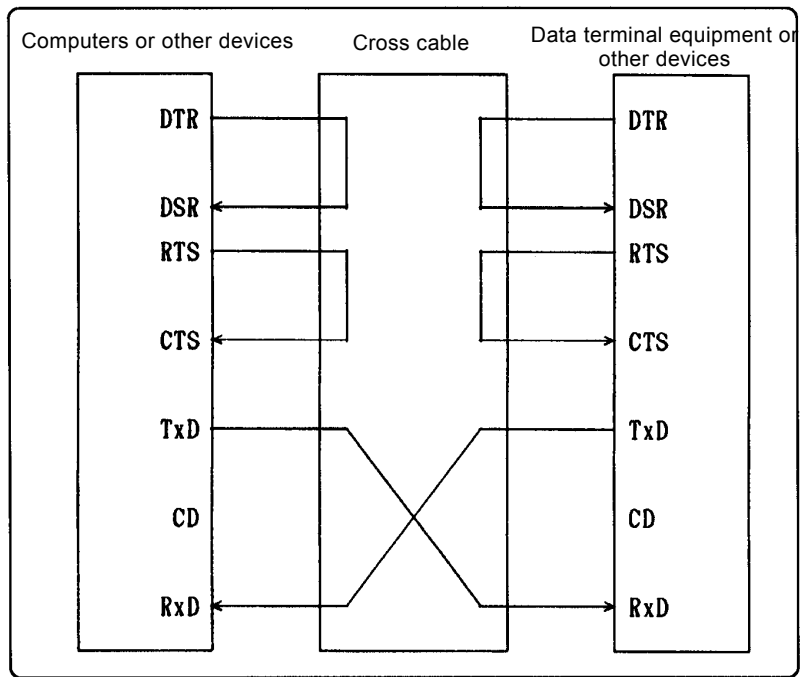 Computers or other devices
Cross cable
Data terminal equipment or
other devices
DTR
DSR
RTS
CTS
TxD
CD
RxD
DTR
DSR
RTS
CTS
TxD
CD
RxD